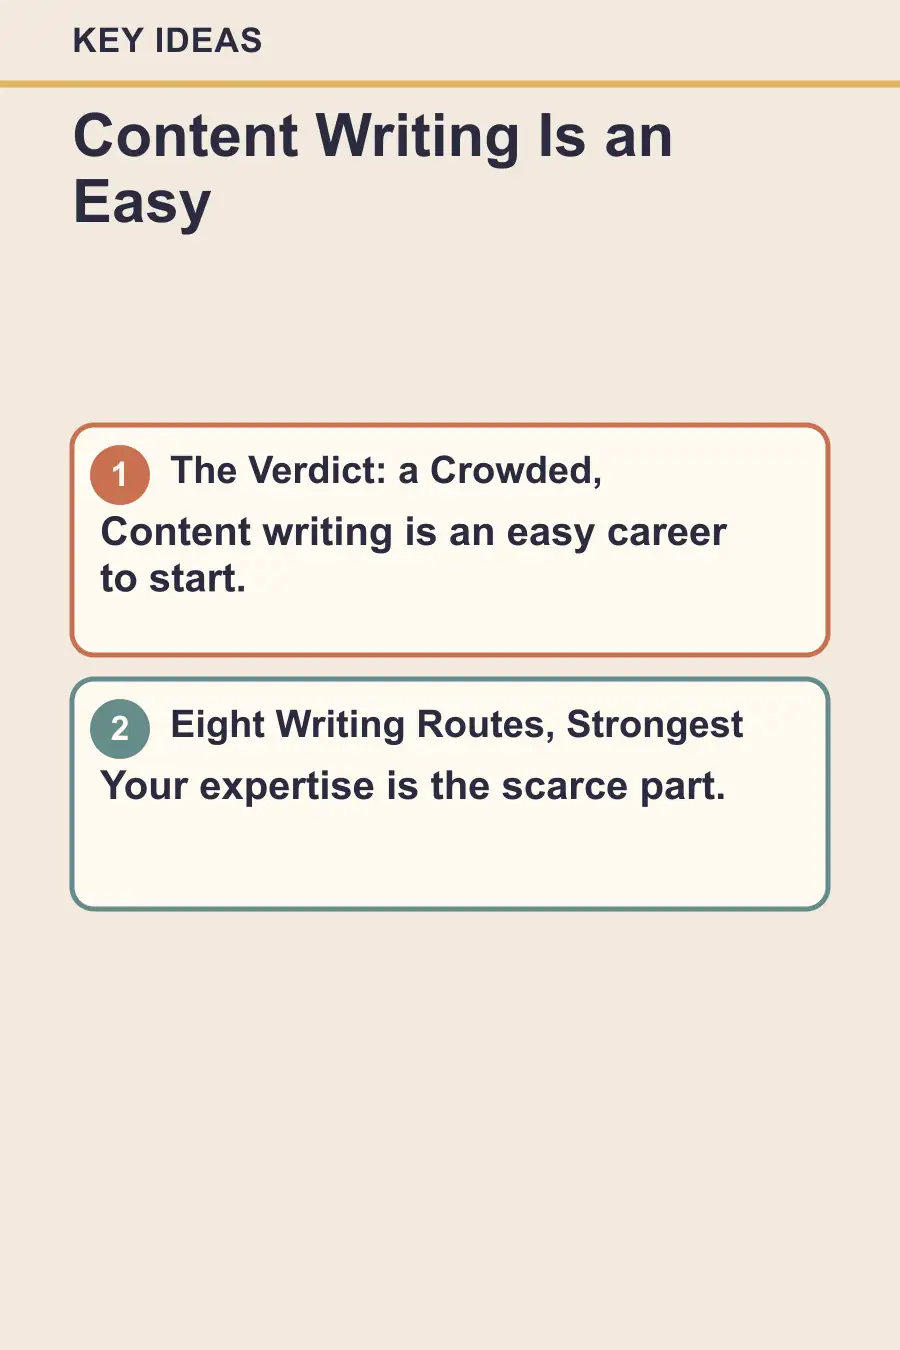 KEY IDEAS
Content Writing Is an
Easy
1
The Verdict: a Crowded,
Content writing is an easy career
to start.
2
Eight Writing Routes, Strongest
Your expertise is the scarce part.